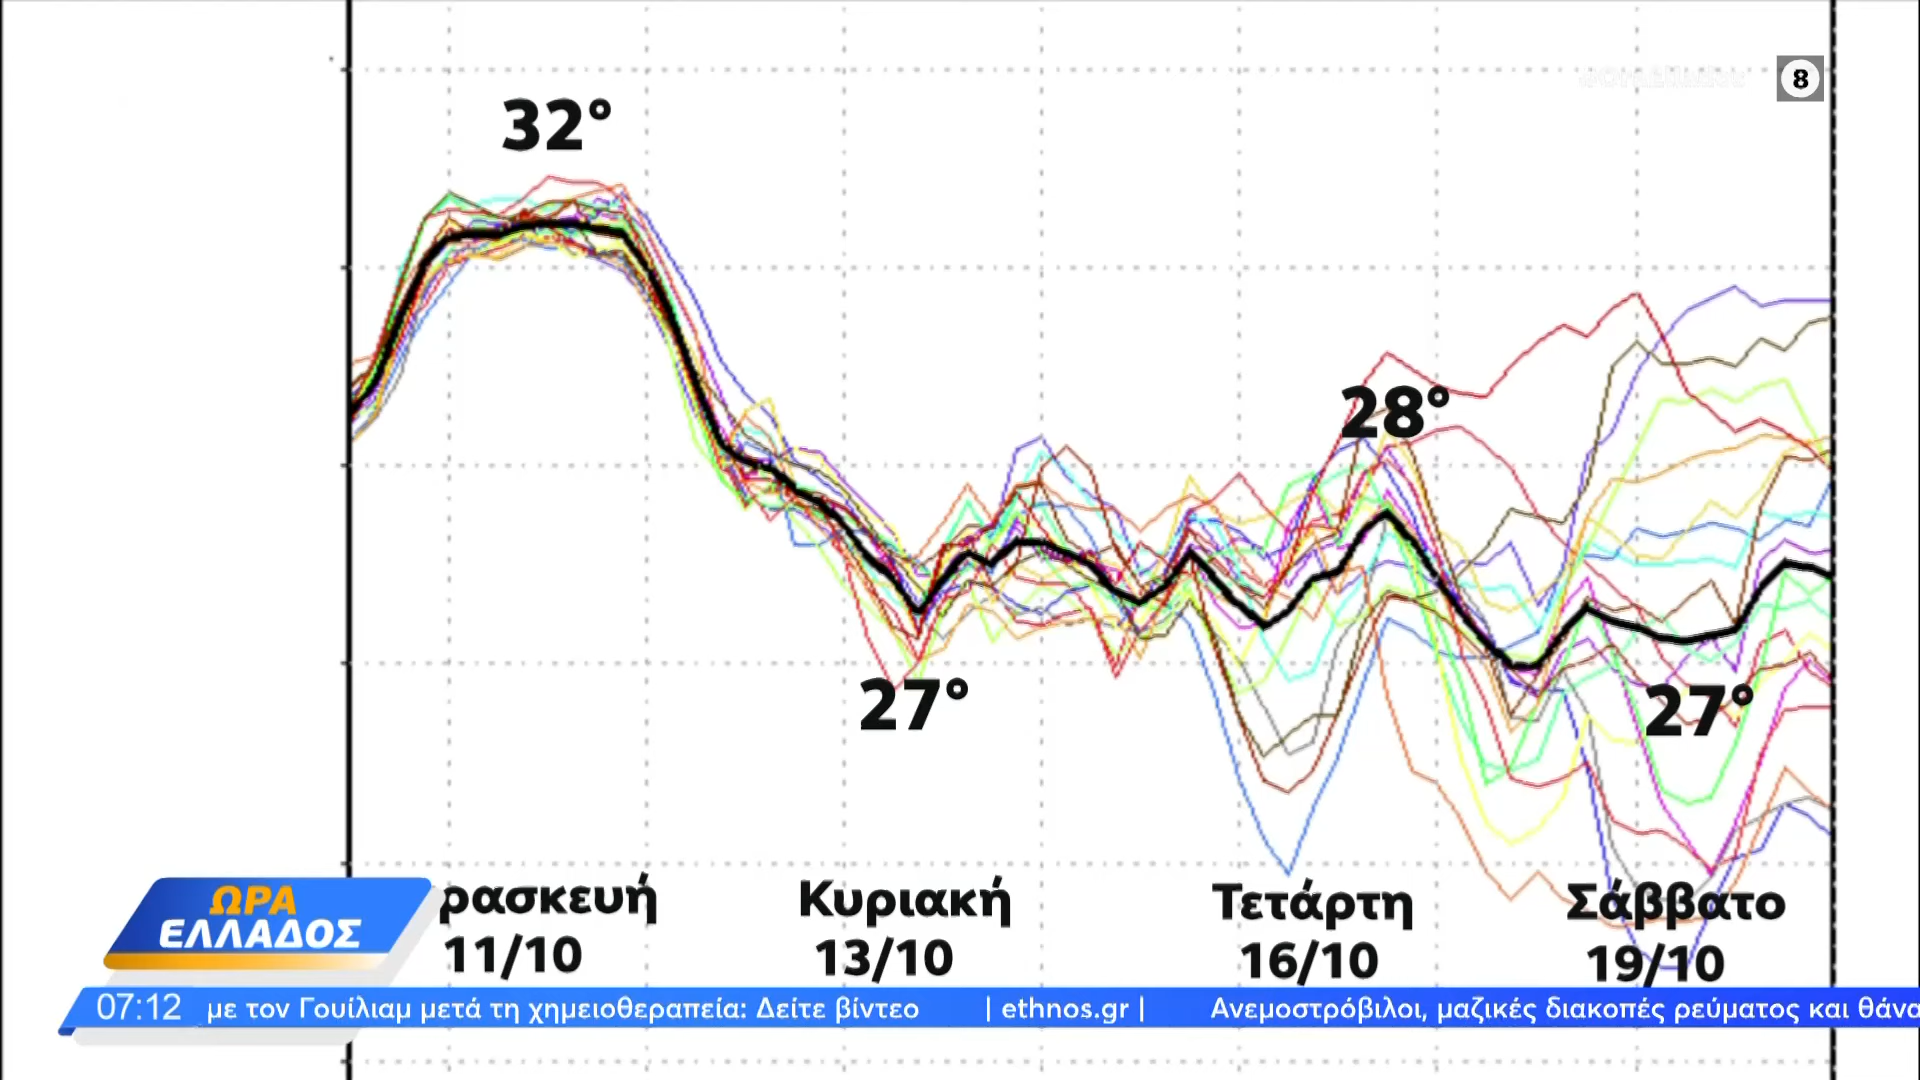 8
32°
28°
27°
27°
ρασκευή
11/10
Κυριακή
13/10
Τετάρτη
16/10
Σάββατο
19/10
ΩΡΑ
ΕΛΛΑΔΟΣ
07:12 με τον Γουίλιαμ μετά τη χημειοθεραπεία: Δείτε βίντεο | ethnos.gr | Ανεμοστρόβιλοι, μαζικές διακοπές ρεύματος και θάνα